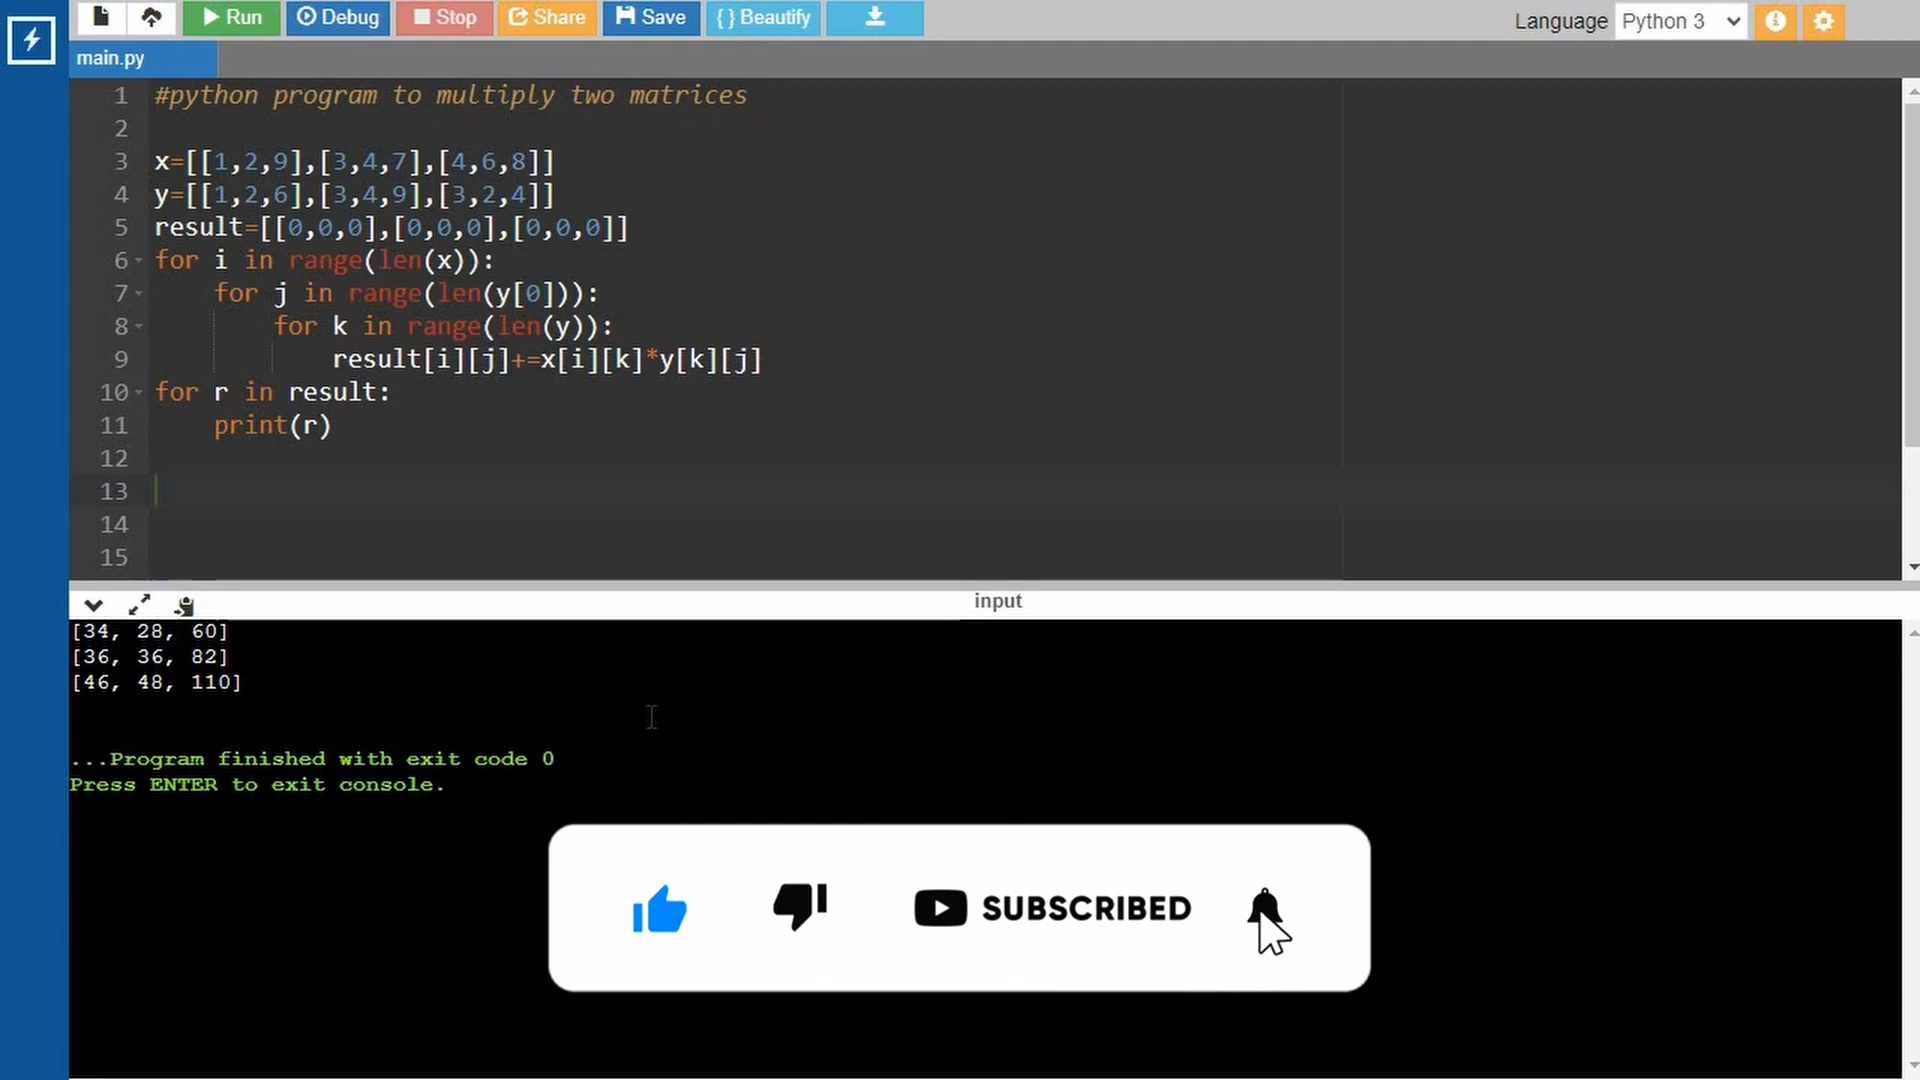 Run Debug Stop Share Save {} Beautify Language Python 3
main.py
1 #python program to multiply two matrices
2
3 x=[[1,2,9],[3,4,7],[4,6,8]]
4 y=[[1,2,6],[3,4,9],[3,2,4]]
5 result=[[0,0,0],[0,0,0],[0,0,0]]
6 for i in range(len(x)):
7     for j in range(len(y[0])):
8         for k in range(len(y)):
9             result[i][j]+=x[i][k]*y[k][j]
10 for r in result:
11     print(r)
12
13
14
15
input
[34, 28, 60]
[36, 36, 82]
[46, 48, 110]
...Program finished with exit code 0
Press ENTER to exit console.
SUBSCRIBED